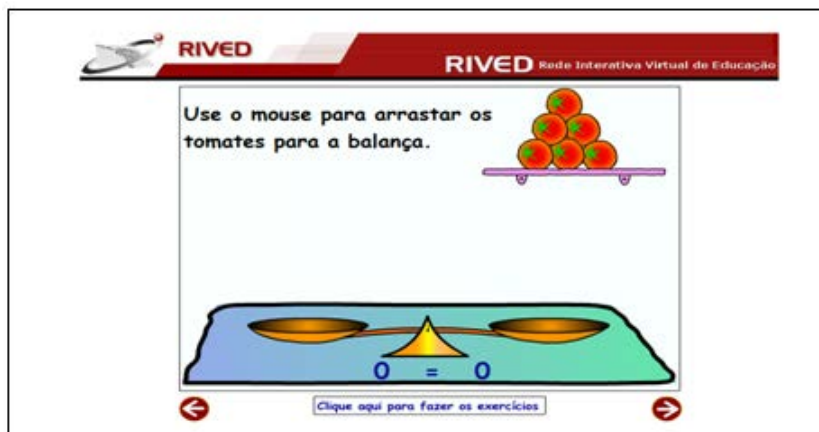 RIVED
RIVED Rede Interativa Virtual de Educação
Use o mouse para arrastar os
tomates para a balança.
0 = 0
Clique aqui para fazer os exercícios